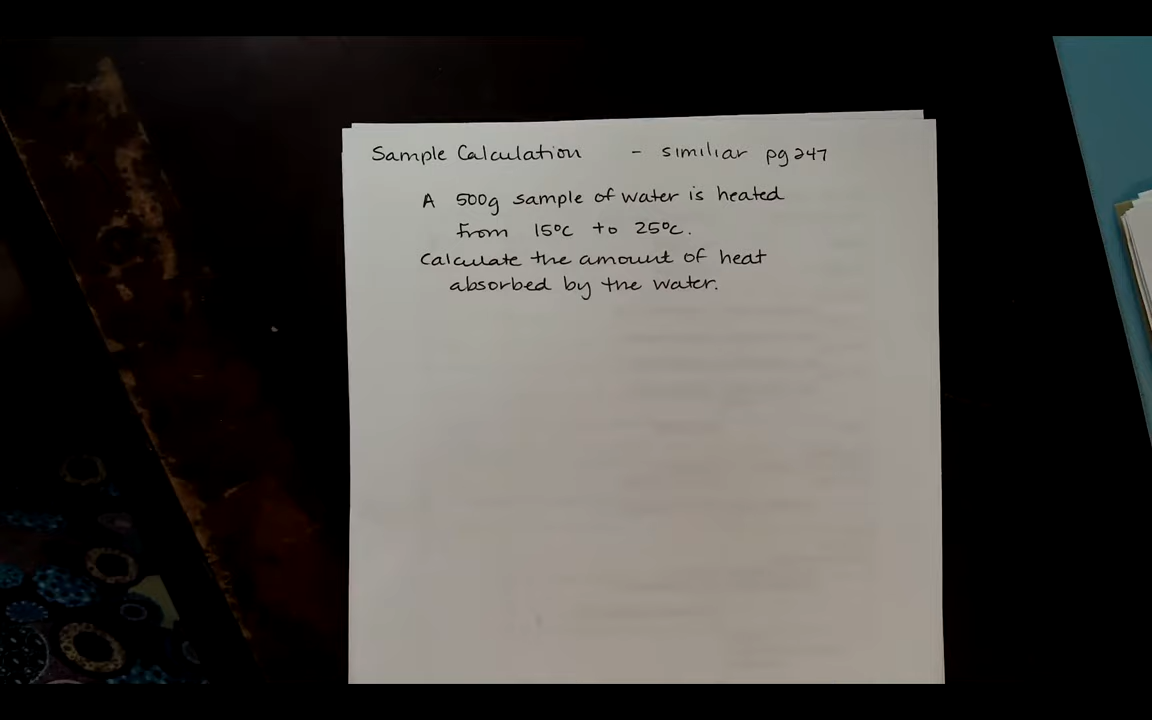 Sample Calculation - similiar pg 247
A 500g sample of water is heated
from 15°C to 25°C.
Calculate the amount of heat
absorbed by the water.